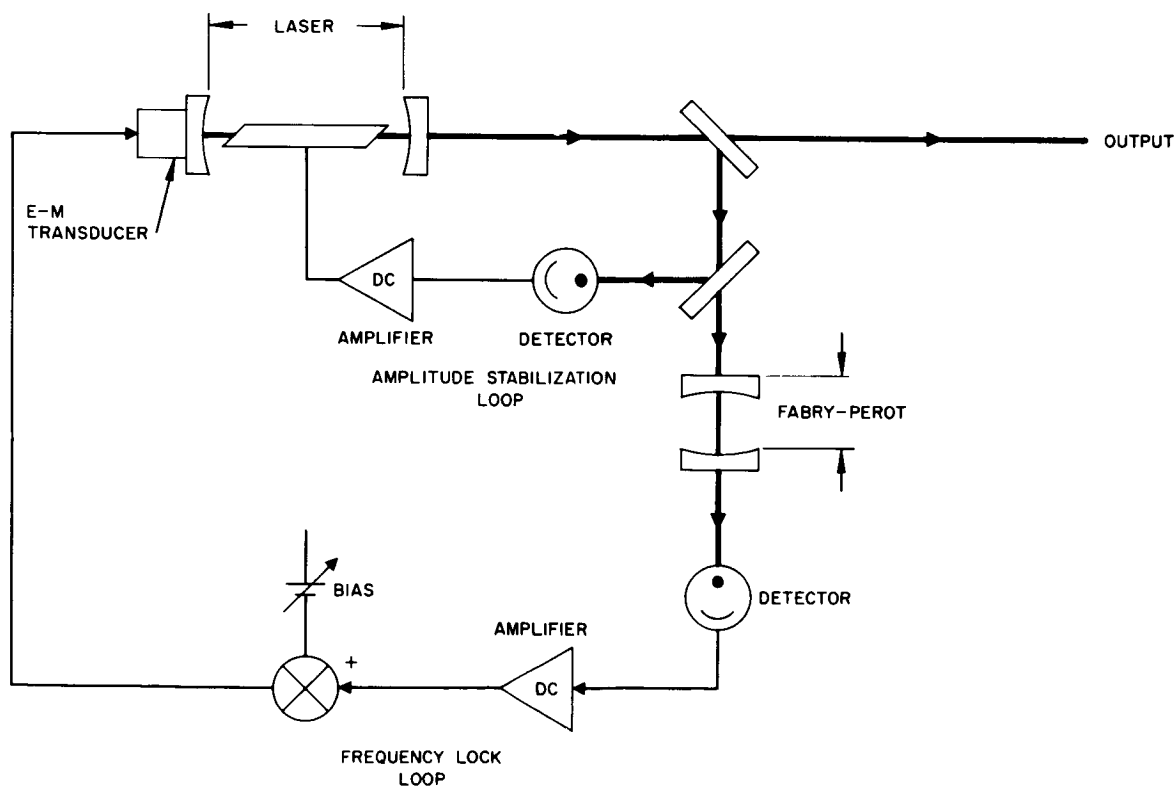 LASER
OUTPUT
E-M
TRANSDUCER
DC
AMPLIFIER
DETECTOR
AMPLITUDE STABILIZATION
LOOP
FABRY-PEROT
BIAS
DETECTOR
AMPLIFIER
+
DC
FREQUENCY LOCK
LOOP